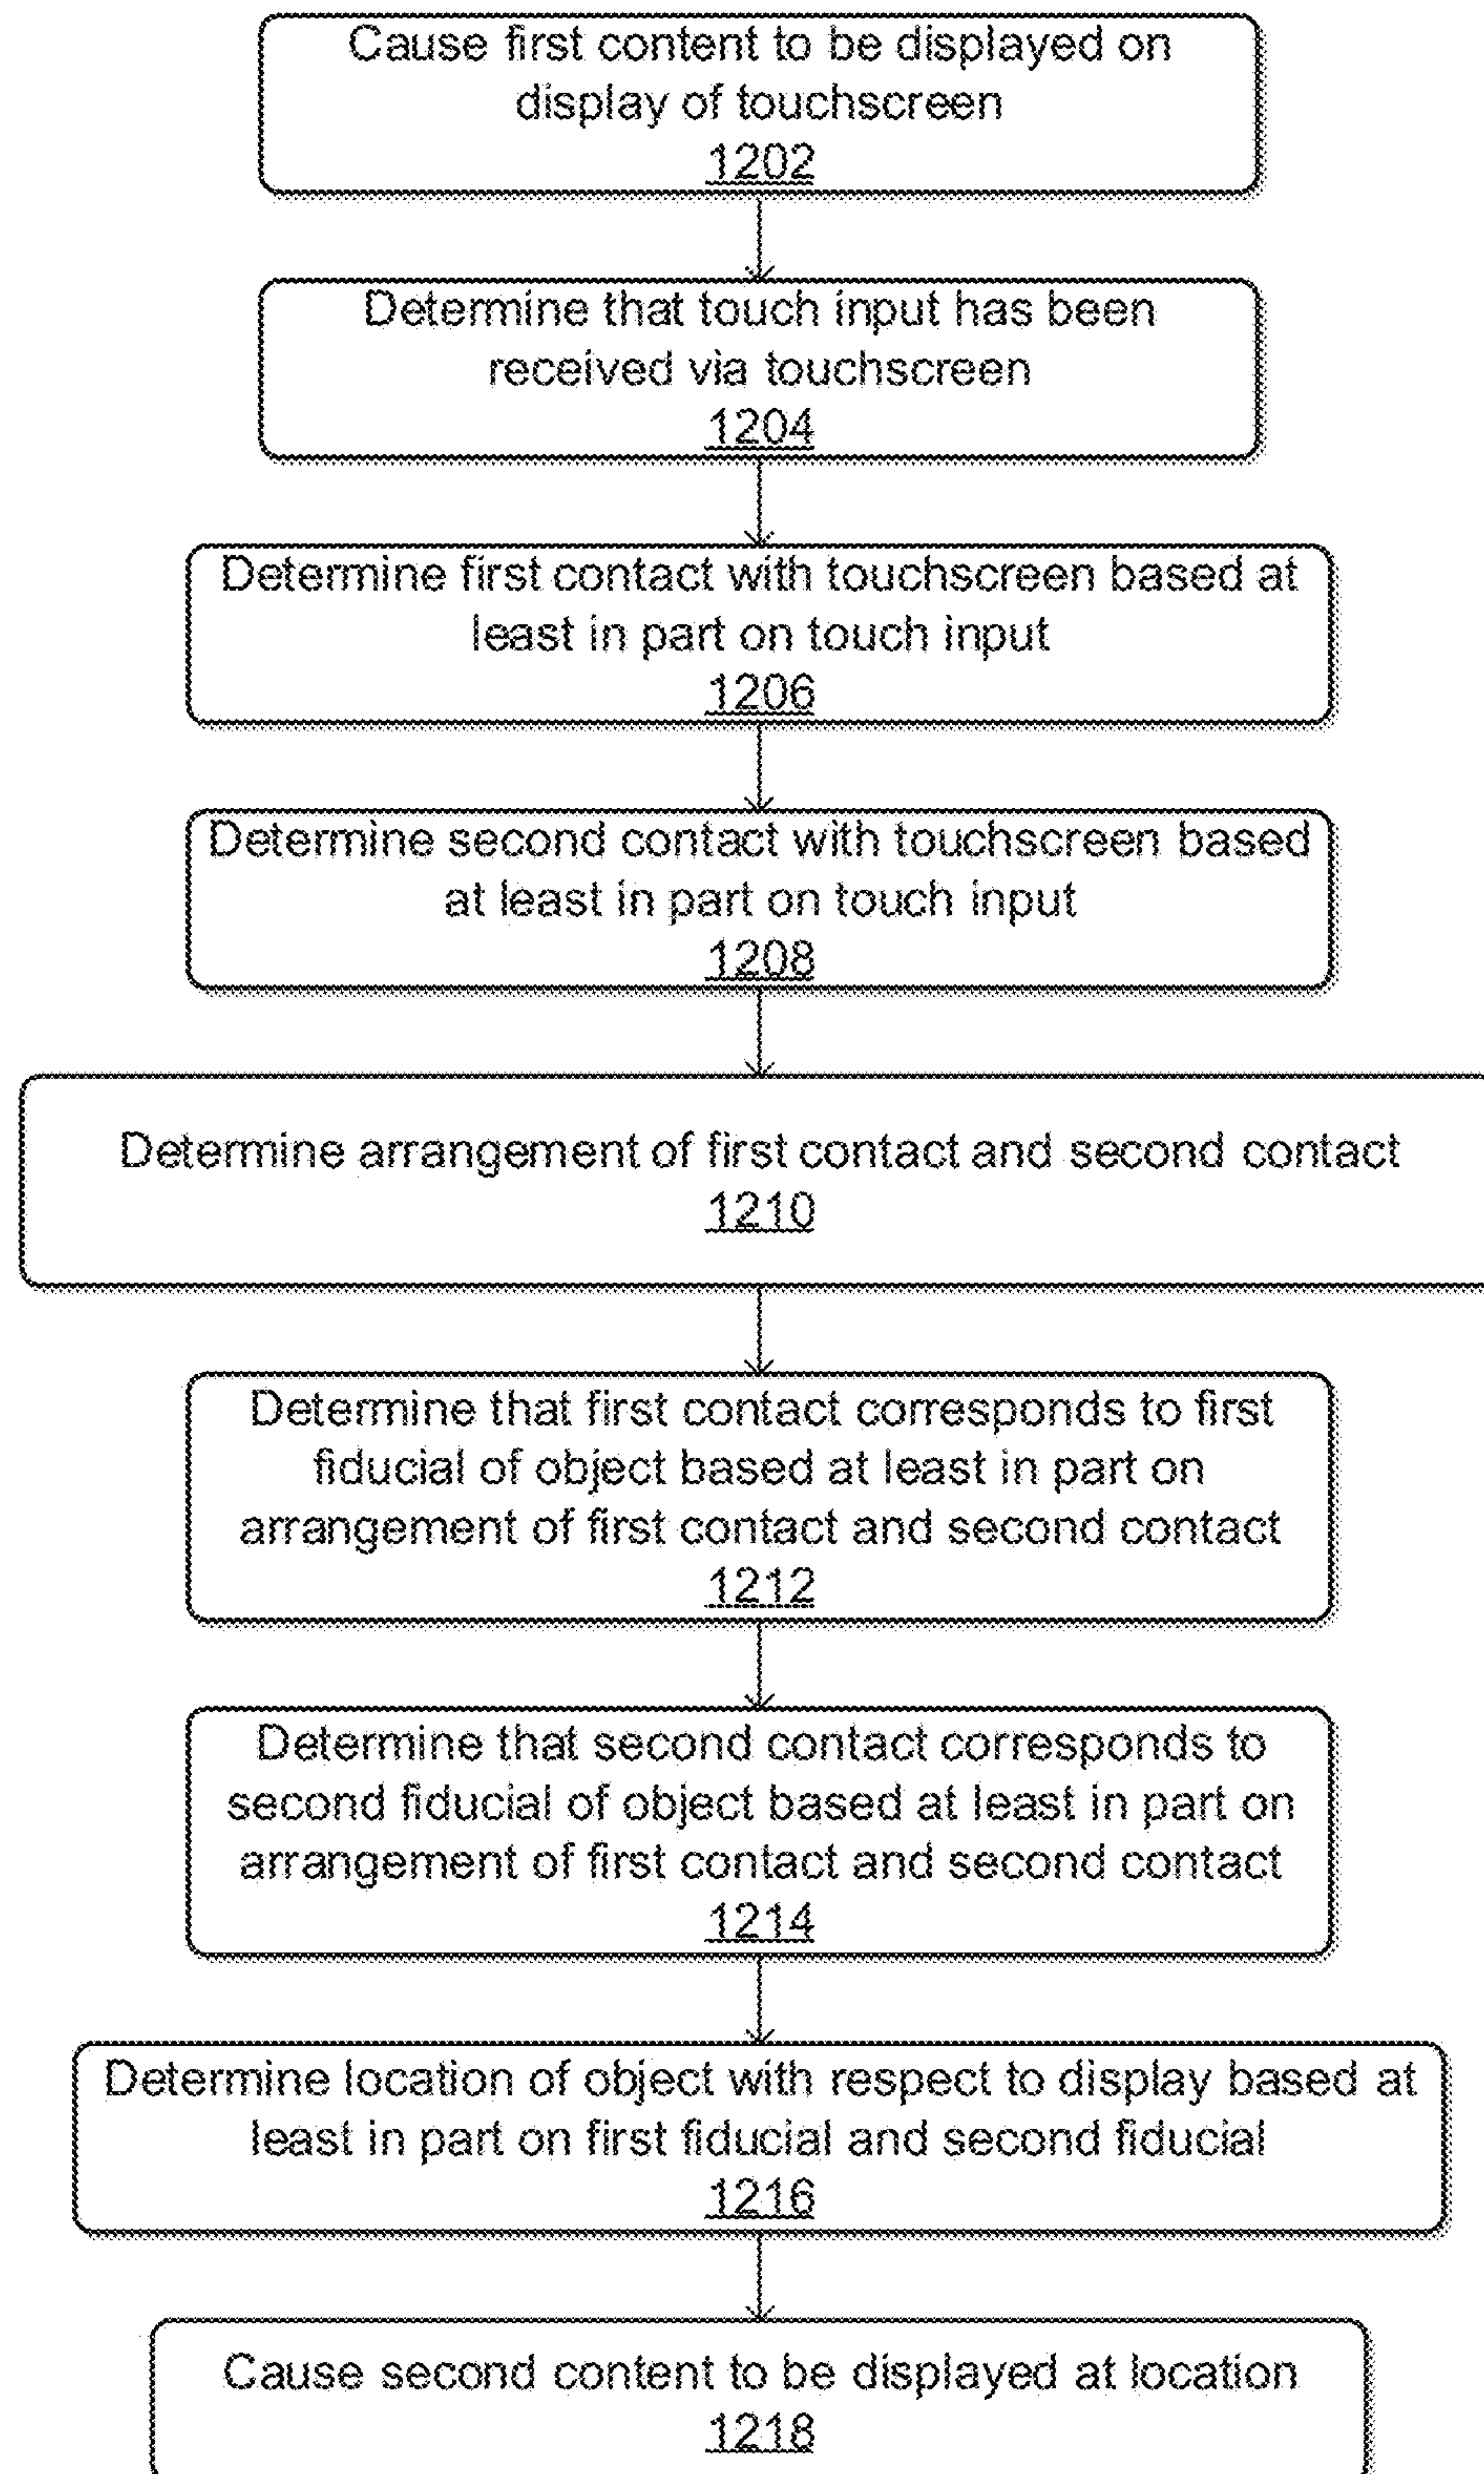 Cause first content to be displayed on
display of touchscreen
1202
Determine that touch input has been
received via touchscreen
1204
Determine first contact with touchscreen based at
least in part on touch input
1206
Determine second contact with touchscreen based
at least in part on touch input
1208
Determine arrangement of first contact and second contact
1210
Determine that first contact corresponds to first
fiducial of object based at least in part on
arrangement of first contact and second contact
1212
Determine that second contact corresponds to
second fiducial of object based at least in part on
arrangement of first contact and second contact
1214
Determine location of object with respect to display based at
least in part on first fiducial and second fiducial
1216
Cause second content to be displayed at location
1218